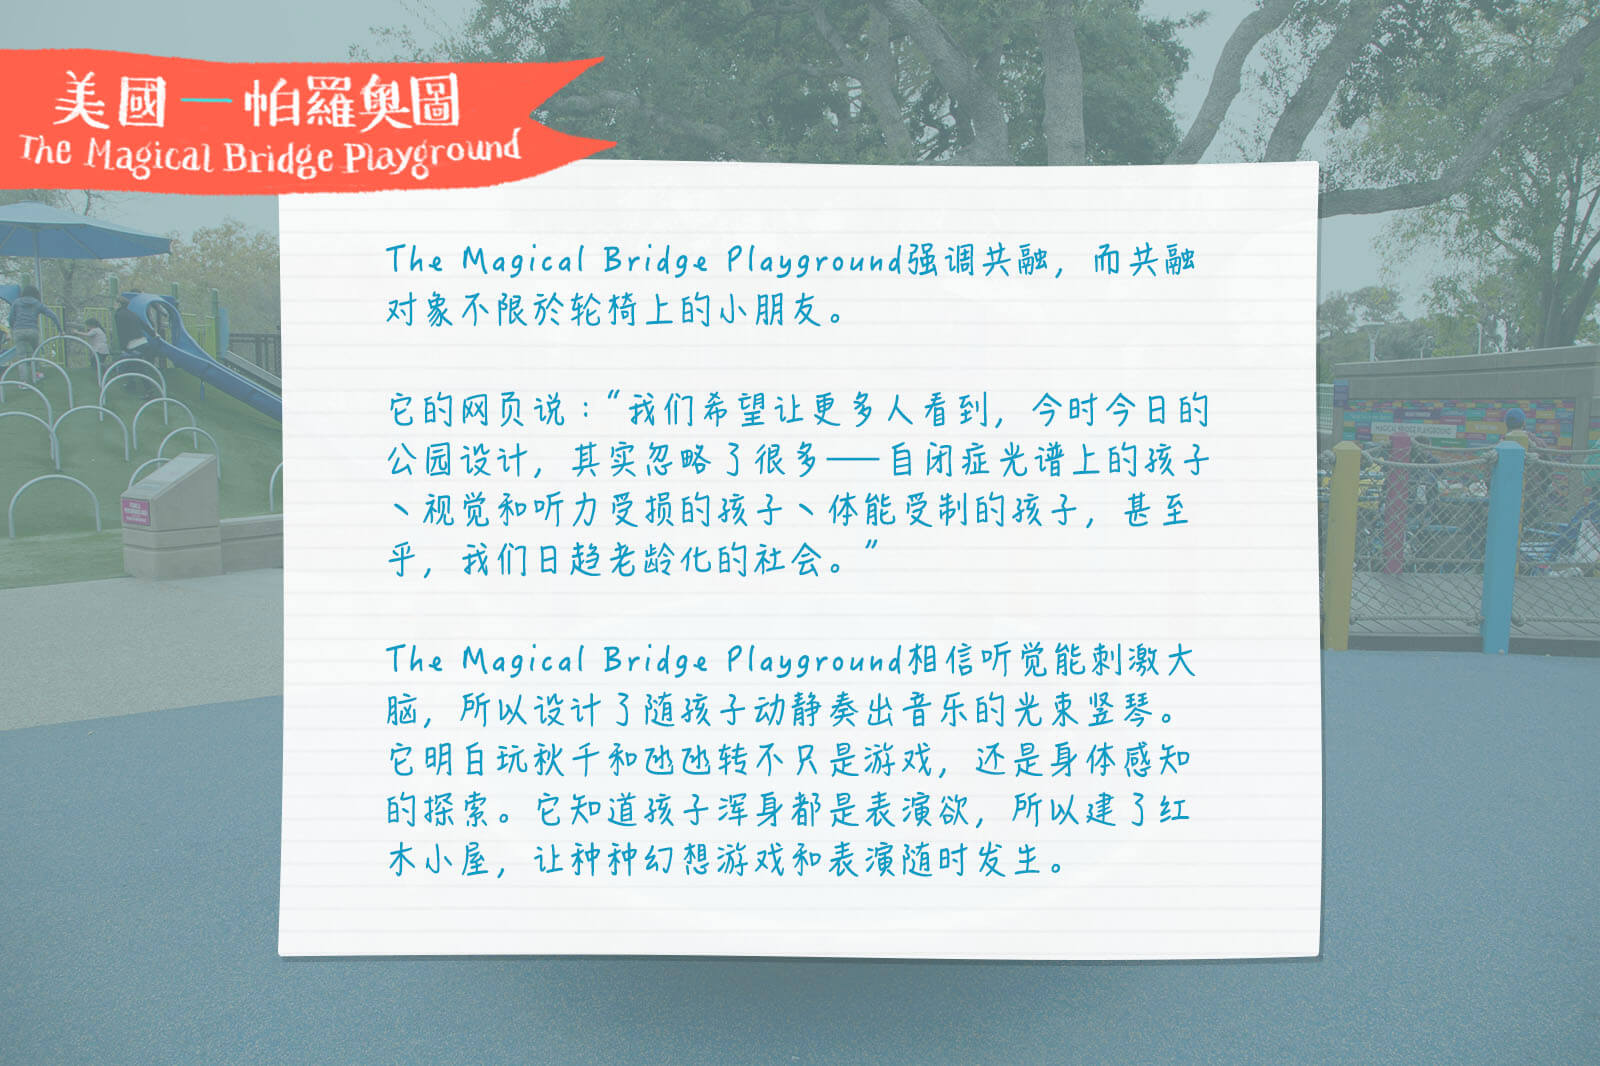 美國—帕羅奧圖
The Magical Bridge Playground
The Magical Bridge Playground强调共融，而共融
对象不限於轮椅上的小朋友。
它的网页说：“我们希望让更多人看到，今时今日的
公园设计，其实忽略了很多——自闭症光谱上的孩子
、视觉和听力受损的孩子、体能受制的孩子，甚至
乎，我们日趋老龄化的社会。”
The Magical Bridge Playground相信听觉能刺激大
脑，所以设计了随孩子动静奏出音乐的光束竖琴。
它明白玩秋千和氹氹转不只是游戏，还是身体感知
的探索。它知道孩子浑身都是表演欲，所以建了红
木小屋，让种种幻想游戏和表演随时发生。
MAGICAL BRIDGE PLAYGROUND